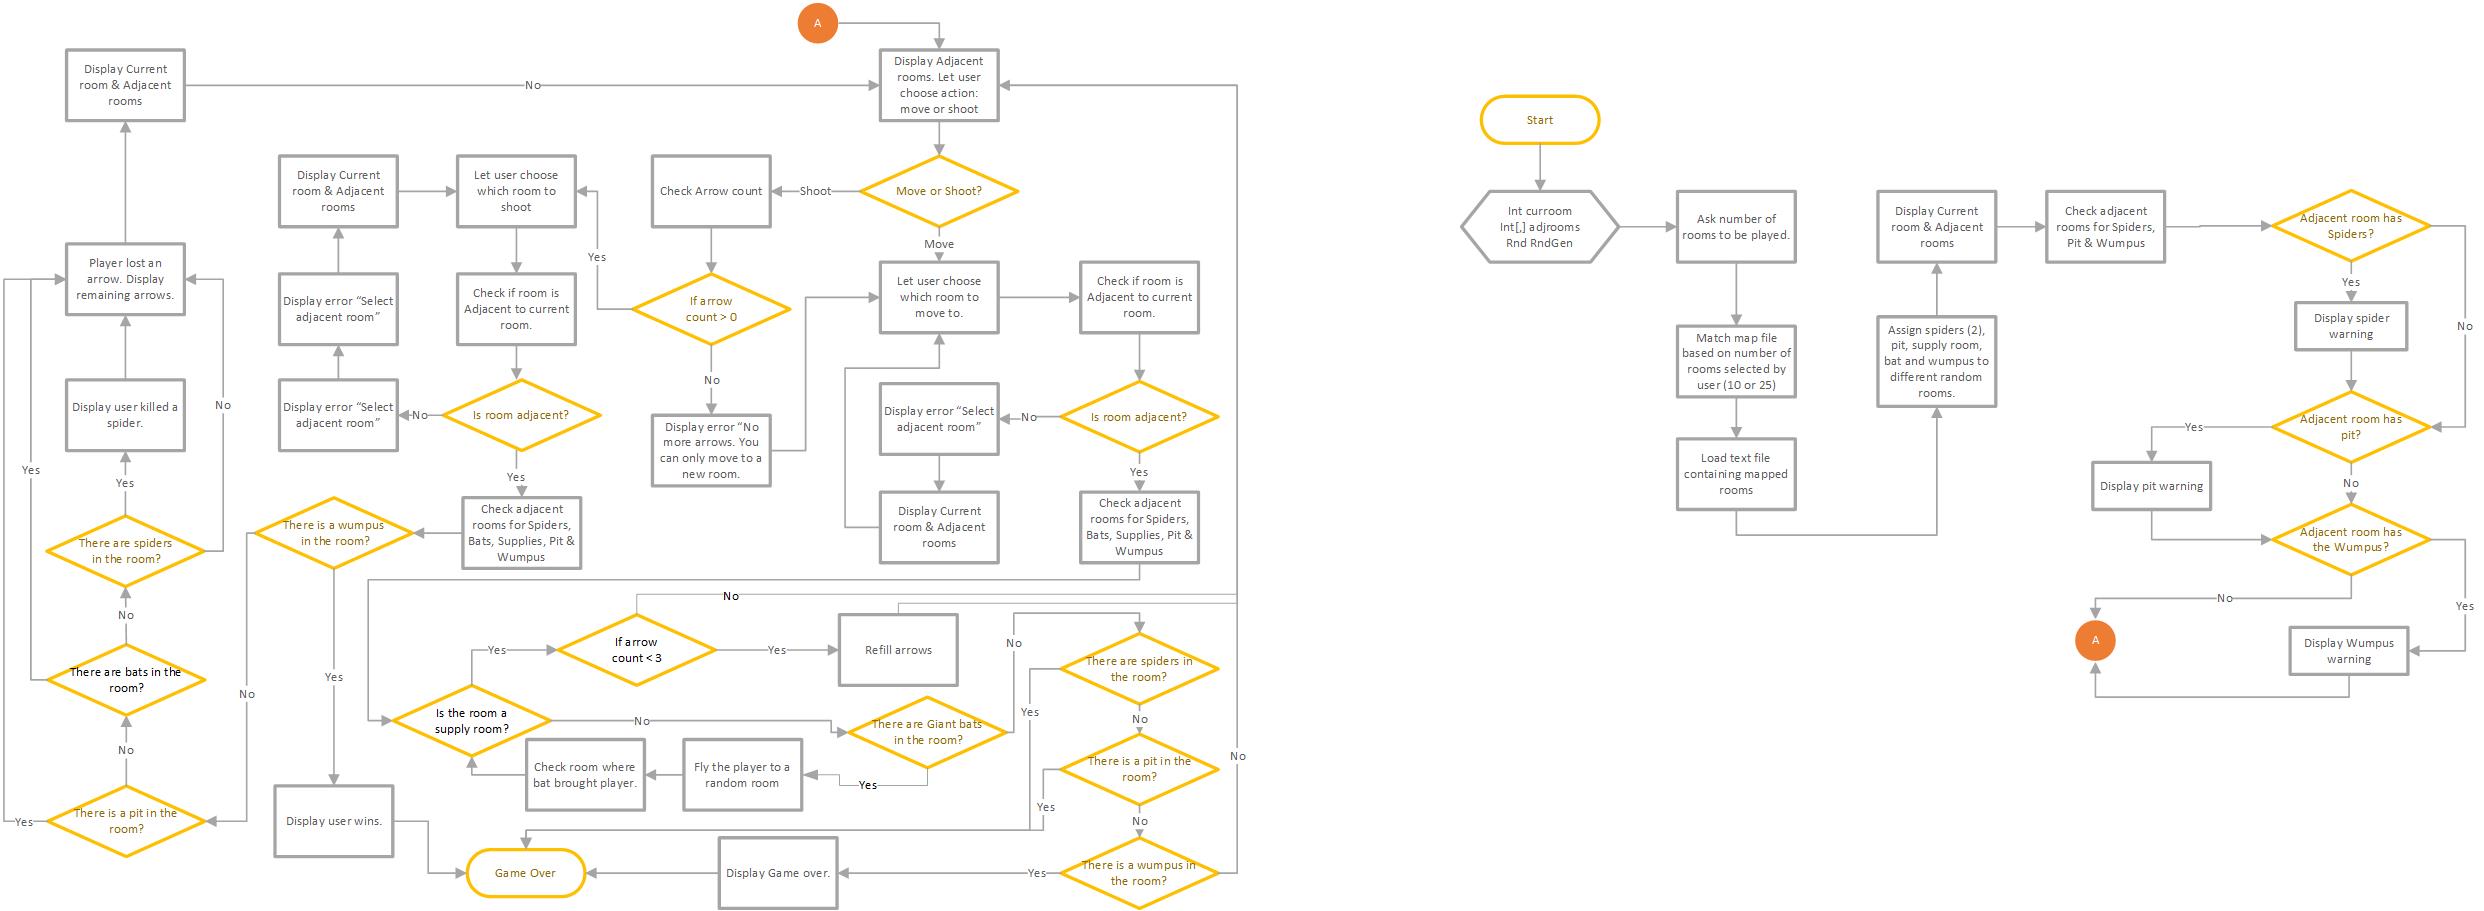 A
Display Current
room & Adjacent
rooms
No
Display Adjacent
rooms. Let user
choose action:
move or shoot
Display Current
room & Adjacent
rooms
Let user choose
which room to
shoot
Check Arrow count
Shoot
Move or Shoot?
Move
Yes
Player lost an
arrow. Display
remaining arrows.
Display error “Select
adjacent room”
Check if room is
Adjacent to current
room.
If arrow
count > 0
Let user choose
which room to
move to.
Check if room is
Adjacent to current
room.
No
Display user killed a
spider.
No
Display error “Select
adjacent room”
No
Is room adjacent?
Display error “No
more arrows. You
can only move to a
new room.
Display error “Select
adjacent room”
No
Is room adjacent?
Yes
Yes
Yes
Yes
There are spiders
in the room?
There is a wumpus
in the room?
Check adjacent
rooms for Spiders,
Bats, Supplies, Pit &
Wumpus
Display Current
room & Adjacent
rooms
Check adjacent
rooms for Spiders,
Bats, Supplies, Pit &
Wumpus
No
No
There are bats in the
room?
Yes
No
Yes
If arrow
count < 3
Yes
Refill arrows
No
There are spiders in
the room?
Is the room a
supply room?
No
There are Giant bats
in the room?
Yes
No
No
Check room where
bat brought player.
Fly the player to a
random room
Yes
There is a pit in the
room?
No
Yes
There is a pit in the
room?
Display user wins.
Yes
No
Game Over
Display Game over.
Yes
There is a wumpus in
the room?
Start
Int curroom
Int[,] adjrooms
Rnd RndGen
Ask number of
rooms to be played.
Match map file
based on number of
rooms selected by
user (10 or 25)
Load text file
containing mapped
rooms
Assign spiders (2),
pit, supply room,
bat and wumpus to
different random
rooms.
Display Current
room & Adjacent
rooms
Check adjacent
rooms for Spiders,
Pit & Wumpus
Adjacent room has
Spiders?
Yes
Display spider
warning
No
Adjacent room has
pit?
Yes
Display pit warning
No
Adjacent room has
the Wumpus?
No
Yes
A
Display Wumpus
warning